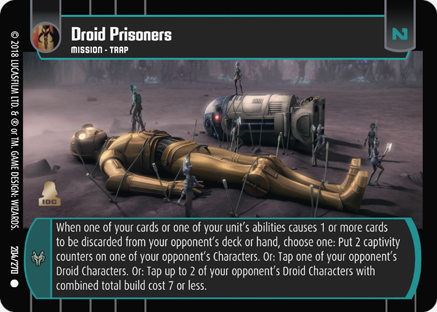 Droid Prisoners
MISSION • TRAP
N
© 2018 LUCASFILM LTD. & ® or TM. GAME DESIGN: WIZARDS.
204/270
IDC
When one of your cards or one of your unit's abilities causes 1 or more cards
to be discarded from your opponent's deck or hand, choose one: Put 2 captivity
counters on one of your opponent's Characters. Or: Tap one of your opponent's
Droid Characters. Or: Tap up to 2 of your opponent's Droid Characters with
combined total build cost 7 or less.